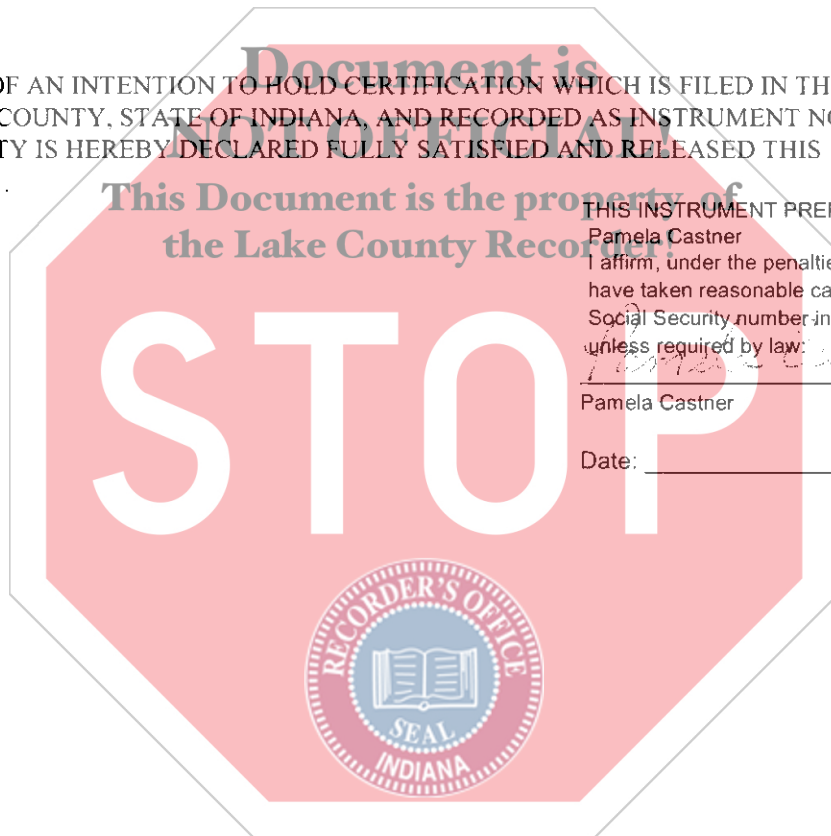 Document is
OF AN INTENTION TO HOLD CERTIFICATION WHICH IS FILED IN TH
COUNTY, STATE OF INDIANA, AND RECORDED AS INSTRUMENT NO
NOT OFFICIAL!
TY IS HEREBY DECLARED FULLY SATISFIED AND RELEASED THIS
.
This Document is the property of
the Lake County Recorder!
THIS INSTRUMENT PREP
Pamela Castner
I affirm, under the penaltie
have taken reasonable ca
Social Security number in
unless required by law:
Pamela
Pamela Castner
Date:
STOP
RECORDER'S OFFICE
SEAL
INDIANA